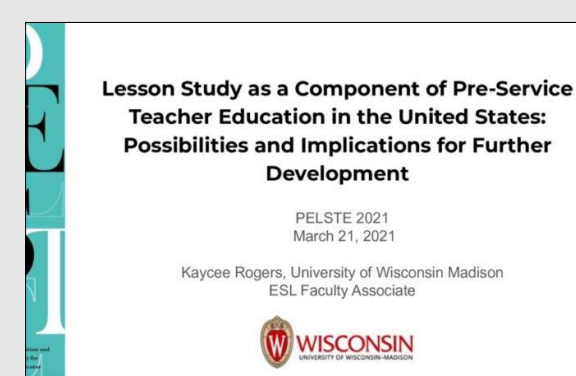 Lesson Study as a Component of Pre-Service
Teacher Education in the United States:
Possibilities and Implications for Further
Development
PELSTE 2021
March 21, 2021
Kaycee Rogers, University of Wisconsin Madison
ESL Faculty Associate
WISCONSIN
UNIVERSITY OF WISCONSIN-MADISON